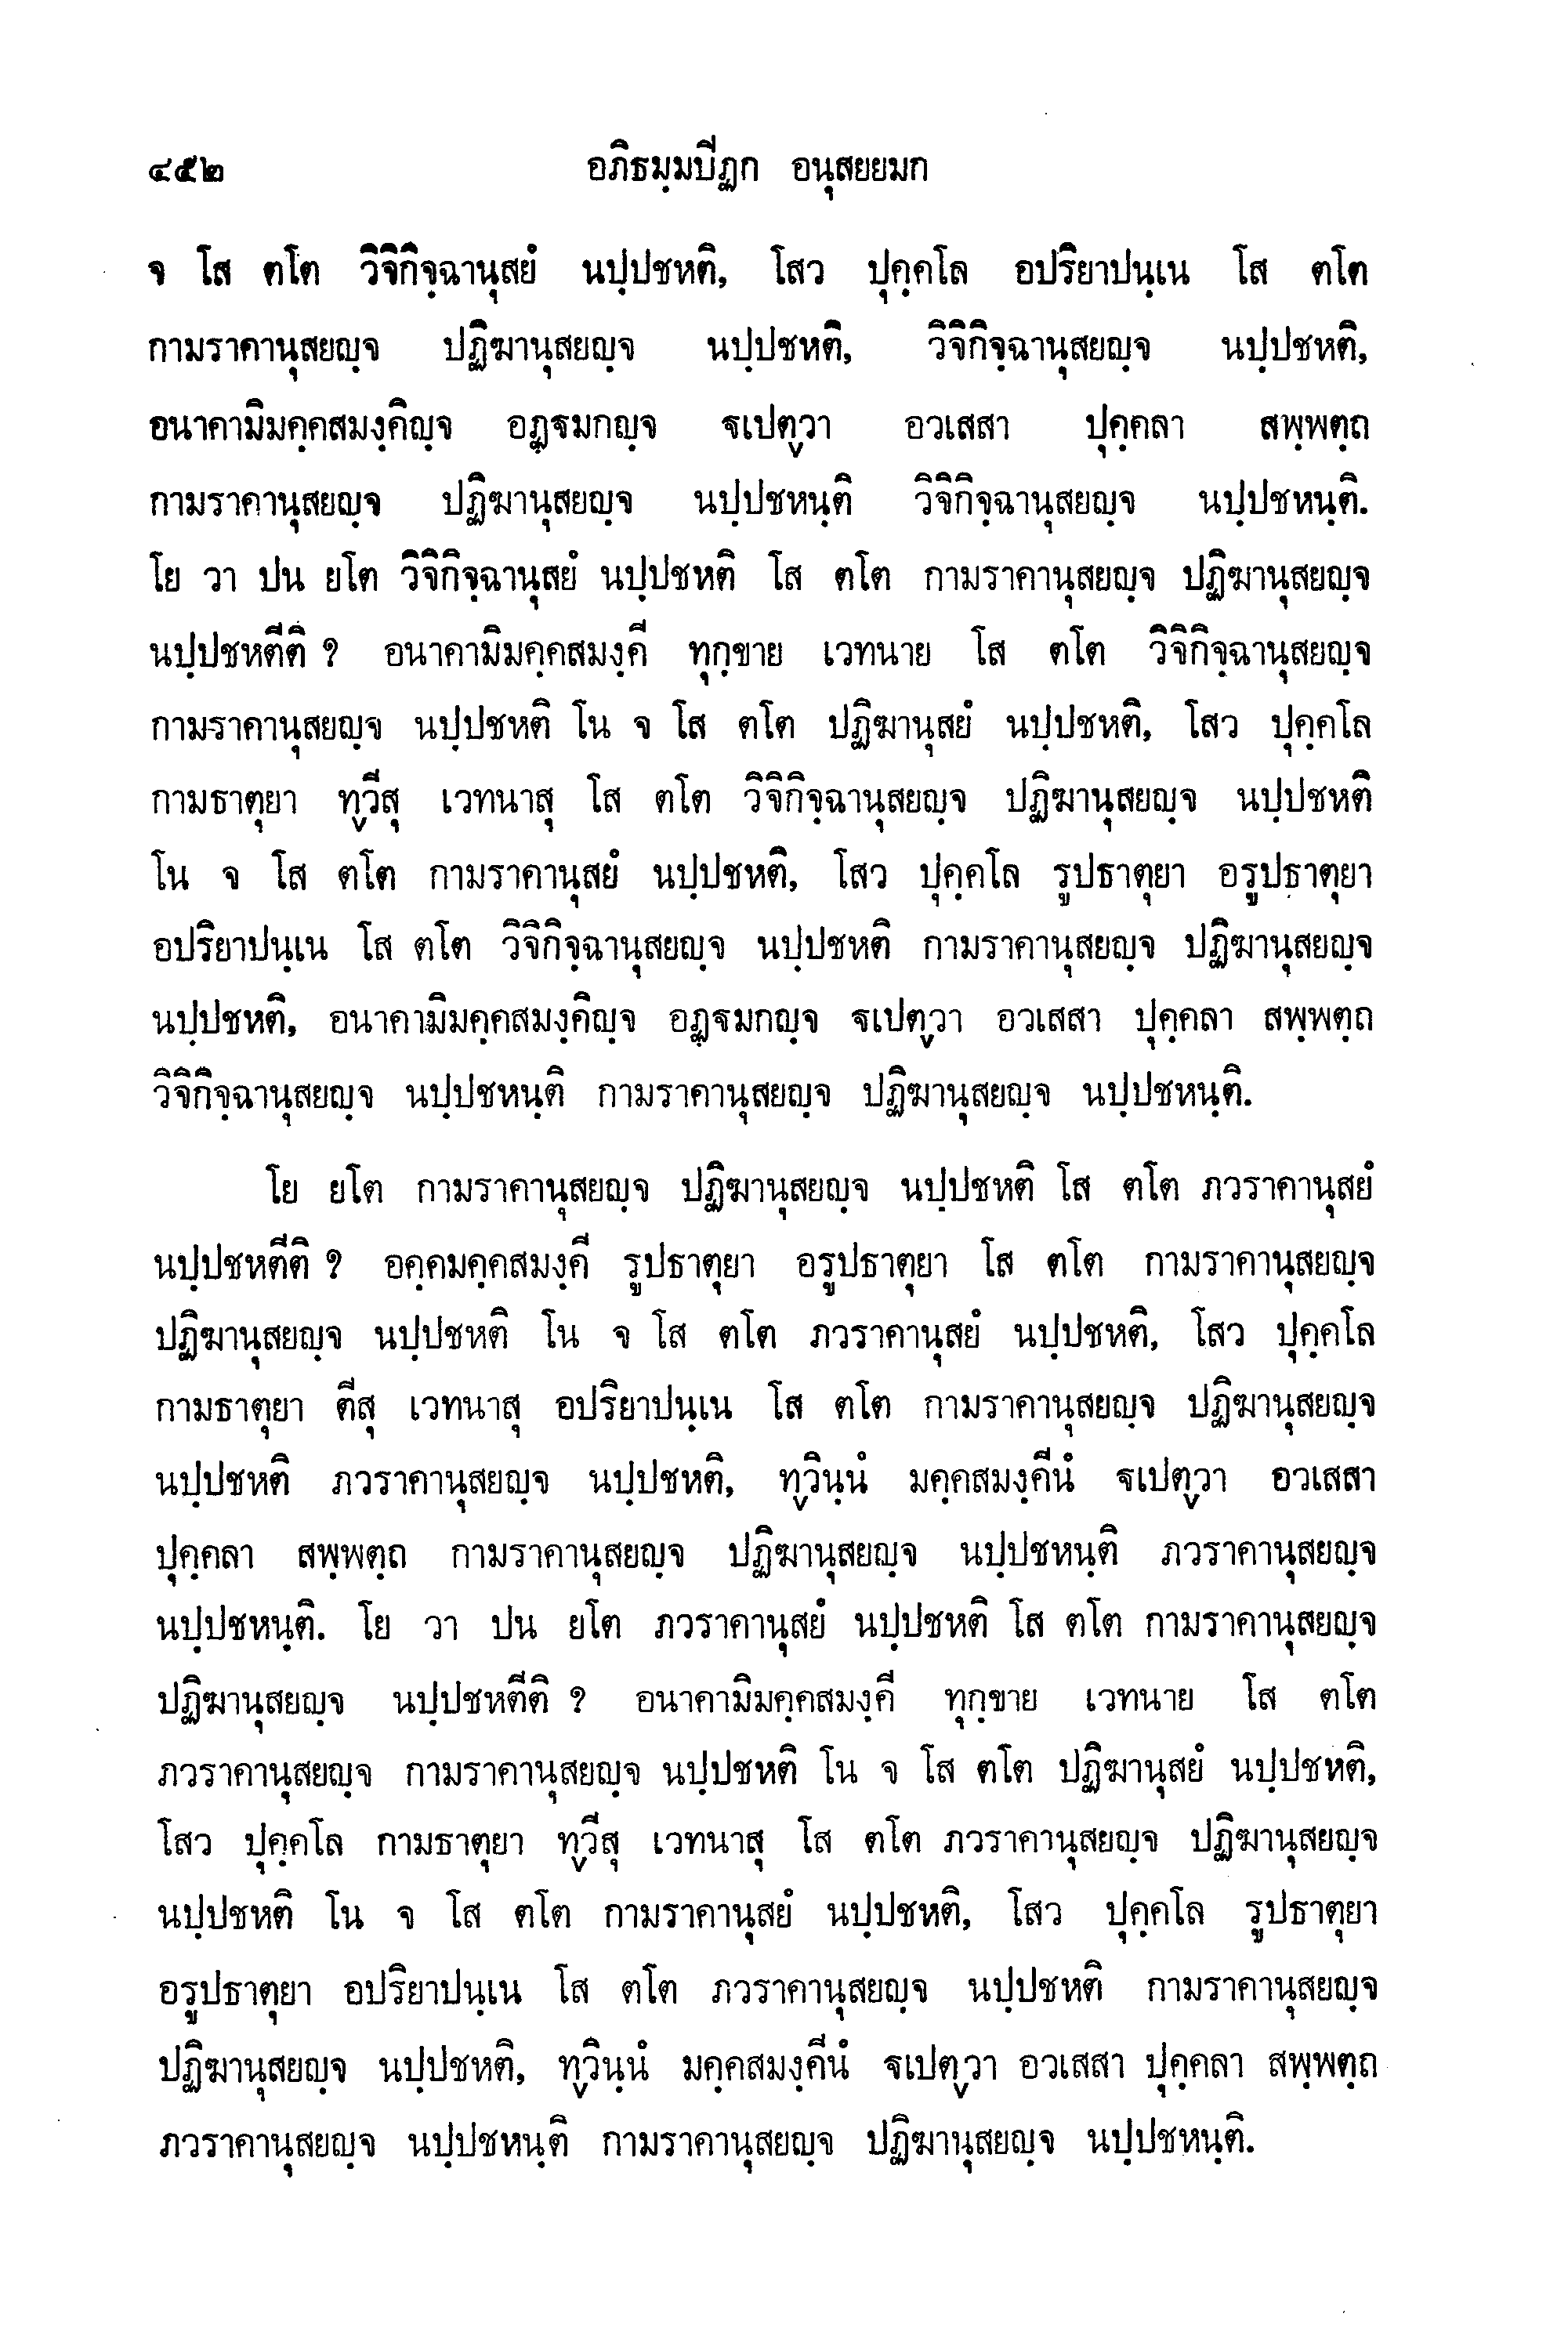 ๔๕๒ อภิธมฺมปีฏก อนุสยยมก
จ โส ตโต วิจิกิจฺฉานุสยํ นปฺปชหติ, โสว ปุคฺคโล อปริยาปนฺเน โส ตโต
กามราคานุสยญฺจ ปฏิฆานุสยญฺจ นปฺปชหติ, วิจิกิจฺฉานุสยญฺจ นปฺปชหติ,
อนาคามิมคฺคสมงฺคิญฺจ อฏฺฐมกญฺจ ฐเปตฺวา อวเสสา ปุคฺคลา สพฺพตฺถ
กามราคานุสยญฺจ ปฏิฆานุสยญฺจ นปฺปชหนฺติ วิจิกิจฺฉานุสยญฺจ นปฺปชหนฺติ.
โย วา ปน ยโต วิจิกิจฺฉานุสยํ นปฺปชหติ โส ตโต กามราคานุสยญฺจ ปฏิฆานุสยญฺจ
นปฺปชหตีติ ? อนาคามิมคฺคสมงฺคี ทุกฺขาย เวทนาย โส ตโต วิจิกิจฺฉานุสยญฺจ
กามราคานุสยญฺจ นปฺปชหติ โน จ โส ตโต ปฏิฆานุสยํ นปฺปชหติ, โสว ปุคฺคโล
กามธาตุยา ทฺวีสุ เวทนาสุ โส ตโต วิจิกิจฺฉานุสยญฺจ ปฏิฆานุสยญฺจ นปฺปชหติ
โน จ โส ตโต กามราคานุสยํ นปฺปชหติ, โสว ปุคฺคโล รูปธาตุยา อรูปธาตุยา
อปริยาปนฺเน โส ตโต วิจิกิจฺฉานุสยญฺจ นปฺปชหติ กามราคานุสยญฺจ ปฏิฆานุสยญฺจ
นปฺปชหติ, อนาคามิมคฺคสมงฺคิญฺจ อฏฺฐมกญฺจ ฐเปตฺวา อวเสสา ปุคฺคลา สพฺพตฺถ
วิจิกิจฺฉานุสยญฺจ นปฺปชหนฺติ กามราคานุสยญฺจ ปฏิฆานุสยญฺจ นปฺปชหนฺติ.
โย ยโต กามราคานุสยญฺจ ปฏิฆานุสยญฺจ นปฺปชหติ โส ตโต ภวราคานุสยํ
นปฺปชหตีติ ? อคฺคมคฺคสมงฺคี รูปธาตุยา อรูปธาตุยา โส ตโต กามราคานุสยญฺจ
ปฏิฆานุสยญฺจ นปฺปชหติ โน จ โส ตโต ภวราคานุสยํ นปฺปชหติ, โสว ปุคฺคโล
กามธาตุยา ตีสุ เวทนาสุ อปริยาปนฺเน โส ตโต กามราคานุสยญฺจ ปฏิฆานุสยญฺจ
นปฺปชหติ ภวราคานุสยญฺจ นปฺปชหติ, ทฺวินฺนํ มคฺคสมงฺคีนํ ฐเปตฺวา อวเสสา
ปุคฺคลา สพฺพตฺถ กามราคานุสยญฺจ ปฏิฆานุสยญฺจ นปฺปชหนฺติ ภวราคานุสยญฺจ
นปฺปชหนฺติ. โย วา ปน ยโต ภวราคานุสยํ นปฺปชหติ โส ตโต กามราคานุสยญฺจ
ปฏิฆานุสยญฺจ นปฺปชหตีติ ? อนาคามิมคฺคสมงฺคี ทุกฺขาย เวทนาย โส ตโต
ภวราคานุสยญฺจ กามราคานุสยญฺจ นปฺปชหติ โน จ โส ตโต ปฏิฆานุสยํ นปฺปชหติ,
โสว ปุคฺคโล กามธาตุยา ทฺวีสุ เวทนาสุ โส ตโต ภวราคานุสยญฺจ ปฏิฆานุสยญฺจ
นปฺปชหติ โน จ โส ตโต กามราคานุสยํ นปฺปชหติ, โสว ปุคฺคโล รูปธาตุยา
อรูปธาตุยา อปริยาปนฺเน โส ตโต ภวราคานุสยญฺจ นปฺปชหติ กามราคานุสยญฺจ
ปฏิฆานุสยญฺจ นปฺปชหติ, ทฺวินฺนํ มคฺคสมงฺคีนํ ฐเปตฺวา อวเสสา ปุคฺคลา สพฺพตฺถ
ภวราคานุสยญฺจ นปฺปชหนฺติ กามราคานุสยญฺจ ปฏิฆานุสยญฺจ นปฺปชหนฺติ.